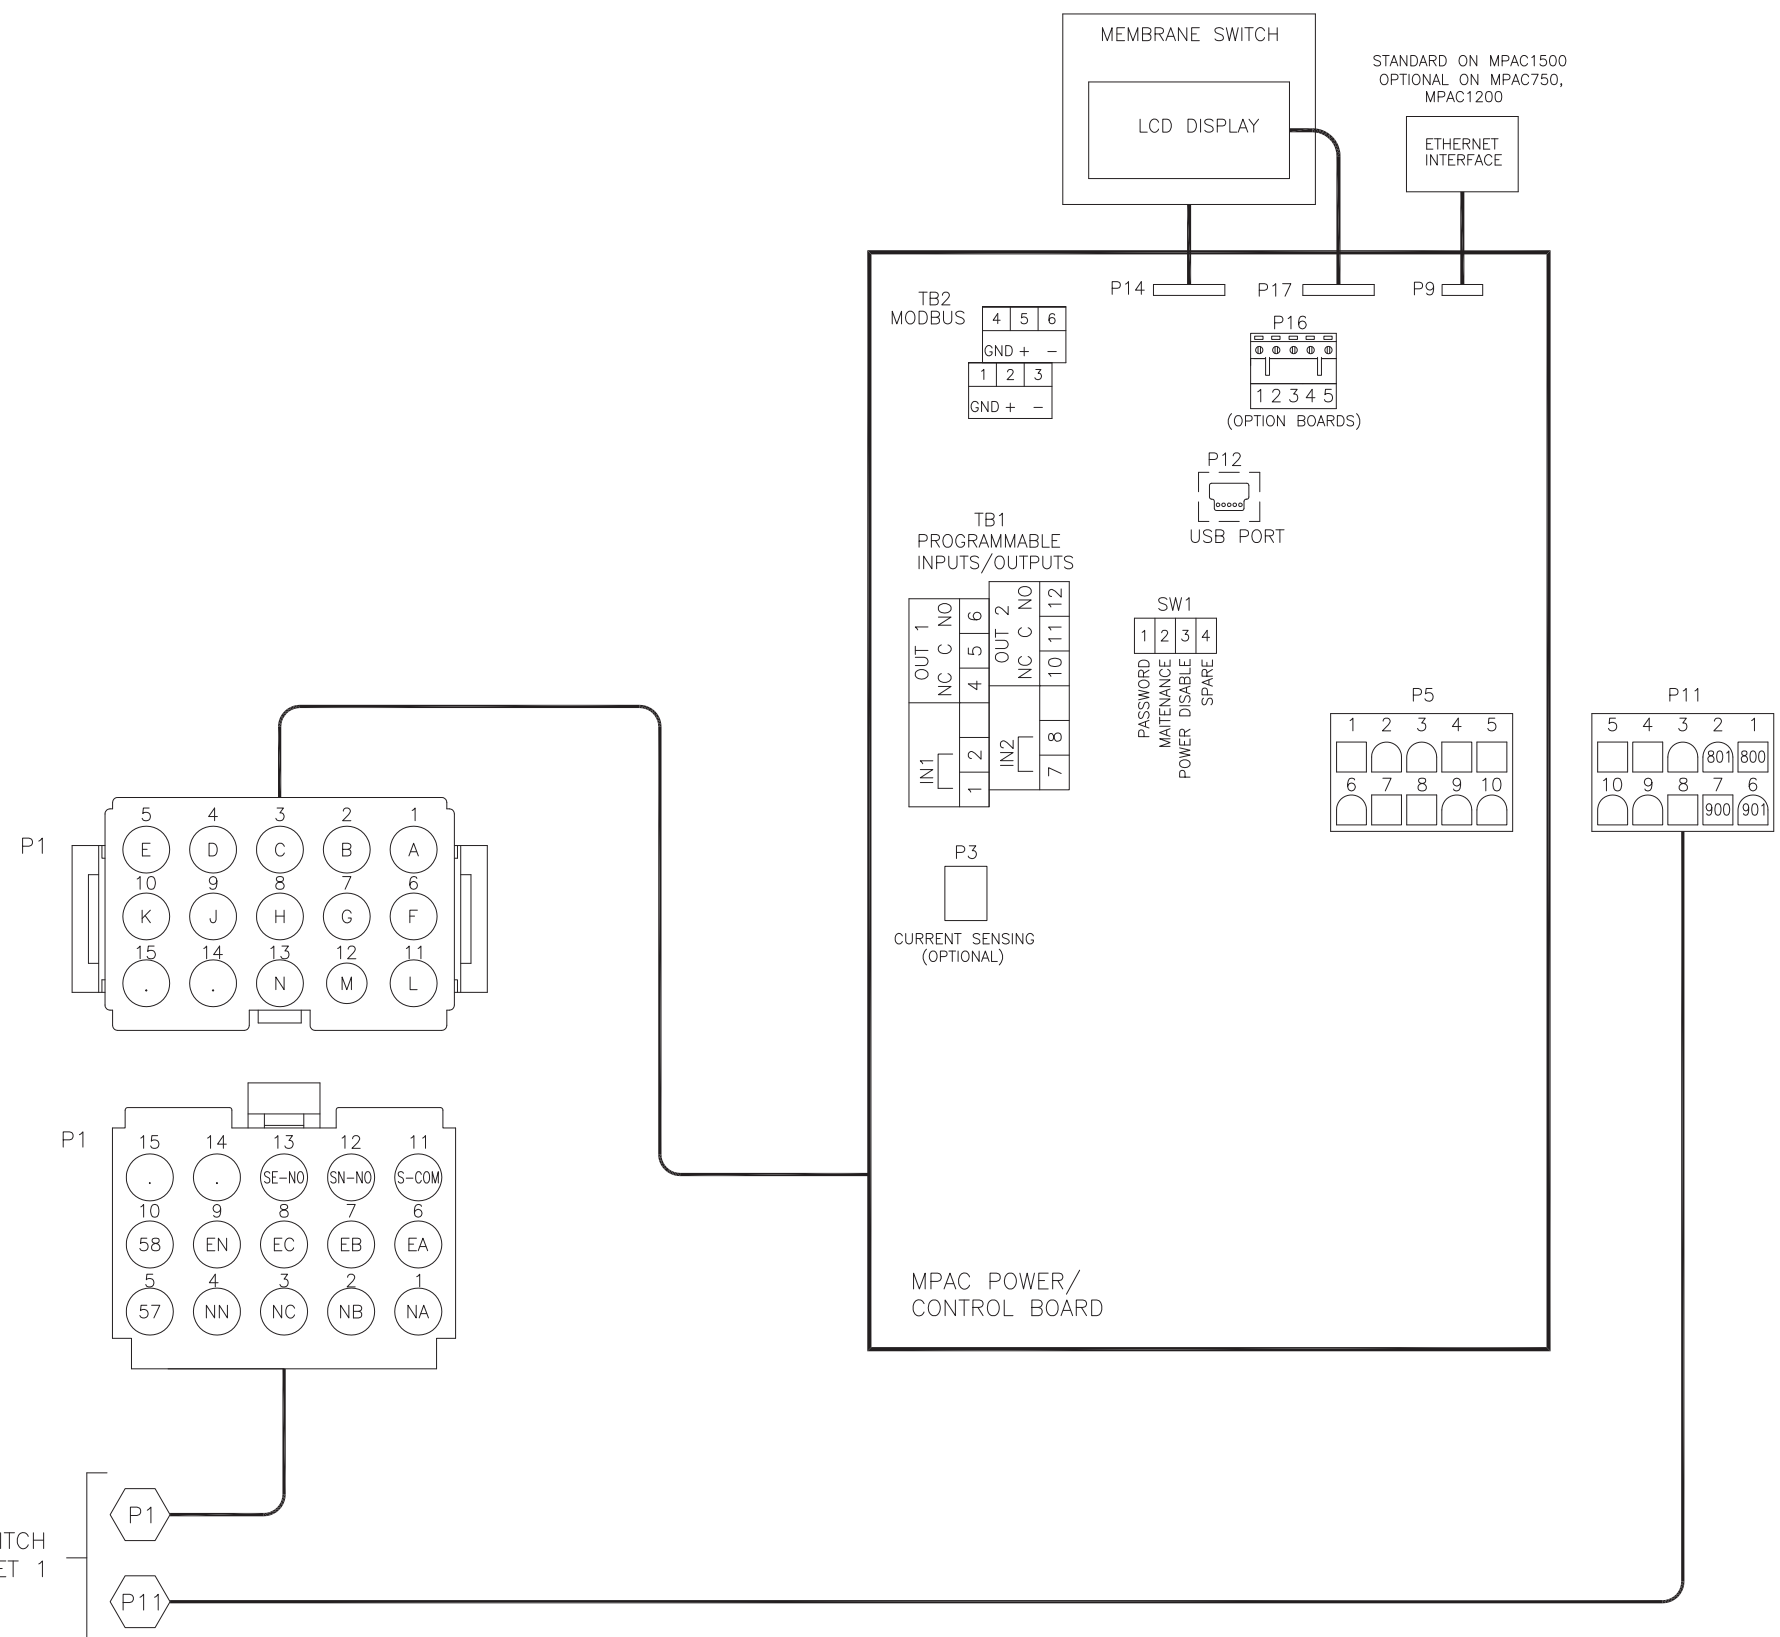 MEMBRANE SWITCH
LCD DISPLAY
STANDARD ON MPAC1500
OPTIONAL ON MPAC750,
MPAC1200
ETHERNET
INTERFACE
P14
P17
P9
TB2
MODBUS
4 5 6
GND + −
1 2 3
GND + −
P16
1 2 3 4 5
(OPTION BOARDS)
P12
USB PORT
TB1
PROGRAMMABLE
INPUTS/OUTPUTS
OUT 1
NC C NO
4 5 6
IN1
1 2
OUT 2
NC C NO
10 11 12
IN2
7 8
SW1
1 2 3 4
PASSWORD
MAITENANCE
POWER DISABLE
SPARE
P5
1 2 3 4 5
6 7 8 9 10
P11
5 4 3 2 1
801 800
10 9 8 7 6
900 901
P3
CURRENT SENSING
(OPTIONAL)
MPAC POWER/
CONTROL BOARD
P1
5 4 3 2 1
E D C B A
10 9 8 7 6
K J H G F
15 14 13 12 11
. . N M L
P1
15 14 13 12 11
. . SE-NO SN-NO S-COM
10 9 8 7 6
58 EN EC EB EA
5 4 3 2 1
57 NN NC NB NA
P1
ITCH
ET 1
P11